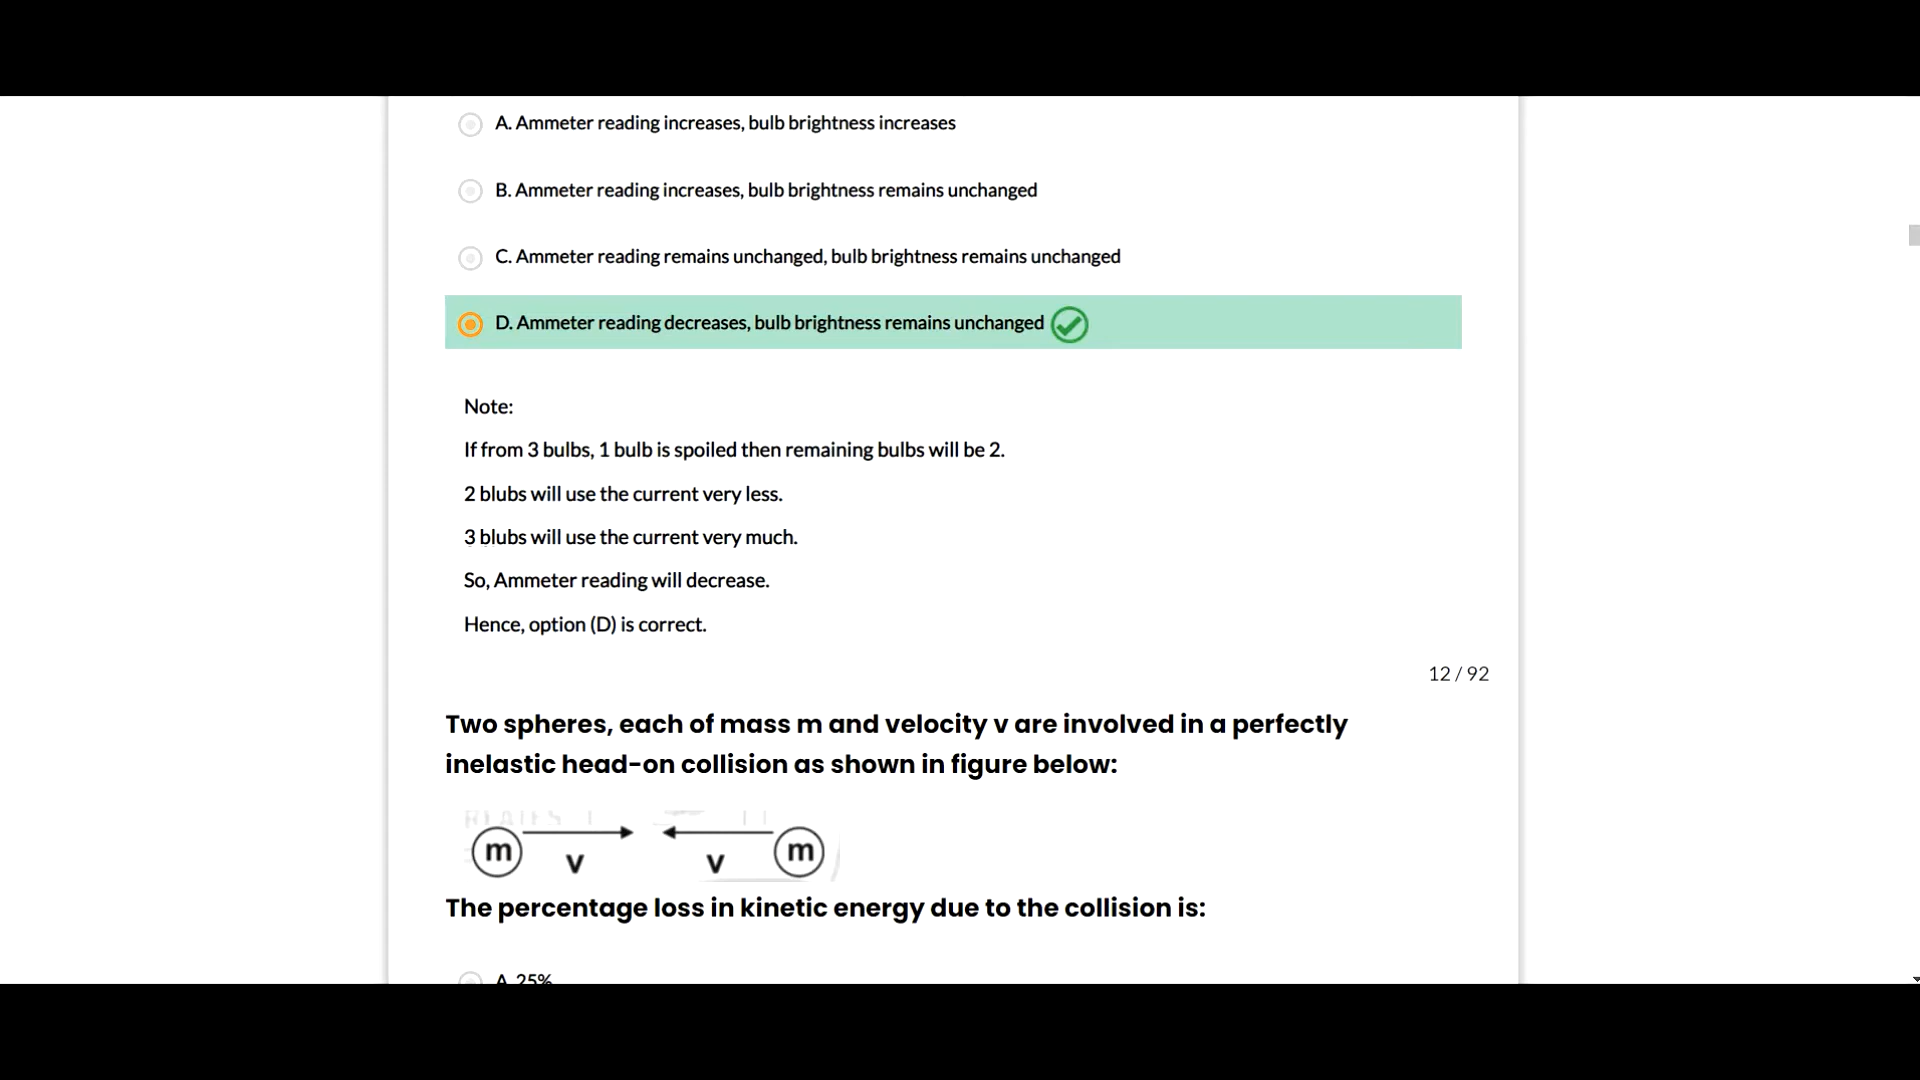 A. Ammeter reading increases, bulb brightness increases
B. Ammeter reading increases, bulb brightness remains unchanged
C. Ammeter reading remains unchanged, bulb brightness remains unchanged
D. Ammeter reading decreases, bulb brightness remains unchanged
Note:
If from 3 bulbs, 1 bulb is spoiled then remaining bulbs will be 2.
2 blubs will use the current very less.
3 blubs will use the current very much.
So, Ammeter reading will decrease.
Hence, option (D) is correct.
12 / 92
Two spheres, each of mass m and velocity v are involved in a perfectly
inelastic head-on collision as shown in figure below:
m v v m
The percentage loss in kinetic energy due to the collision is:
A. 25%